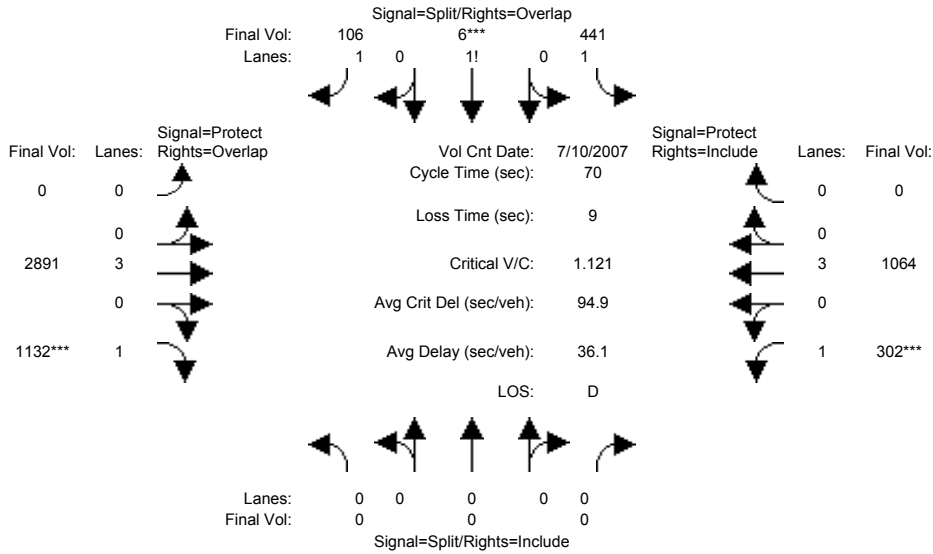 Signal=Split/Rights=Overlap
Final Vol: 106 6*** 441
Lanes: 1 0 1! 0 1
Signal=Protect Signal=Protect
Final Vol: Lanes: Rights=Overlap Vol Cnt Date: 7/10/2007 Rights=Include Lanes: Final Vol:
Cycle Time (sec): 70
0 0 0 0
Loss Time (sec): 9
0 0
2891 3 Critical V/C: 1.121 3 1064
0 Avg Crit Del (sec/veh): 94.9 0
1132*** 1 Avg Delay (sec/veh): 36.1 1 302***
LOS: D
Lanes: 0 0 0 0 0
Final Vol: 0 0 0
Signal=Split/Rights=Include